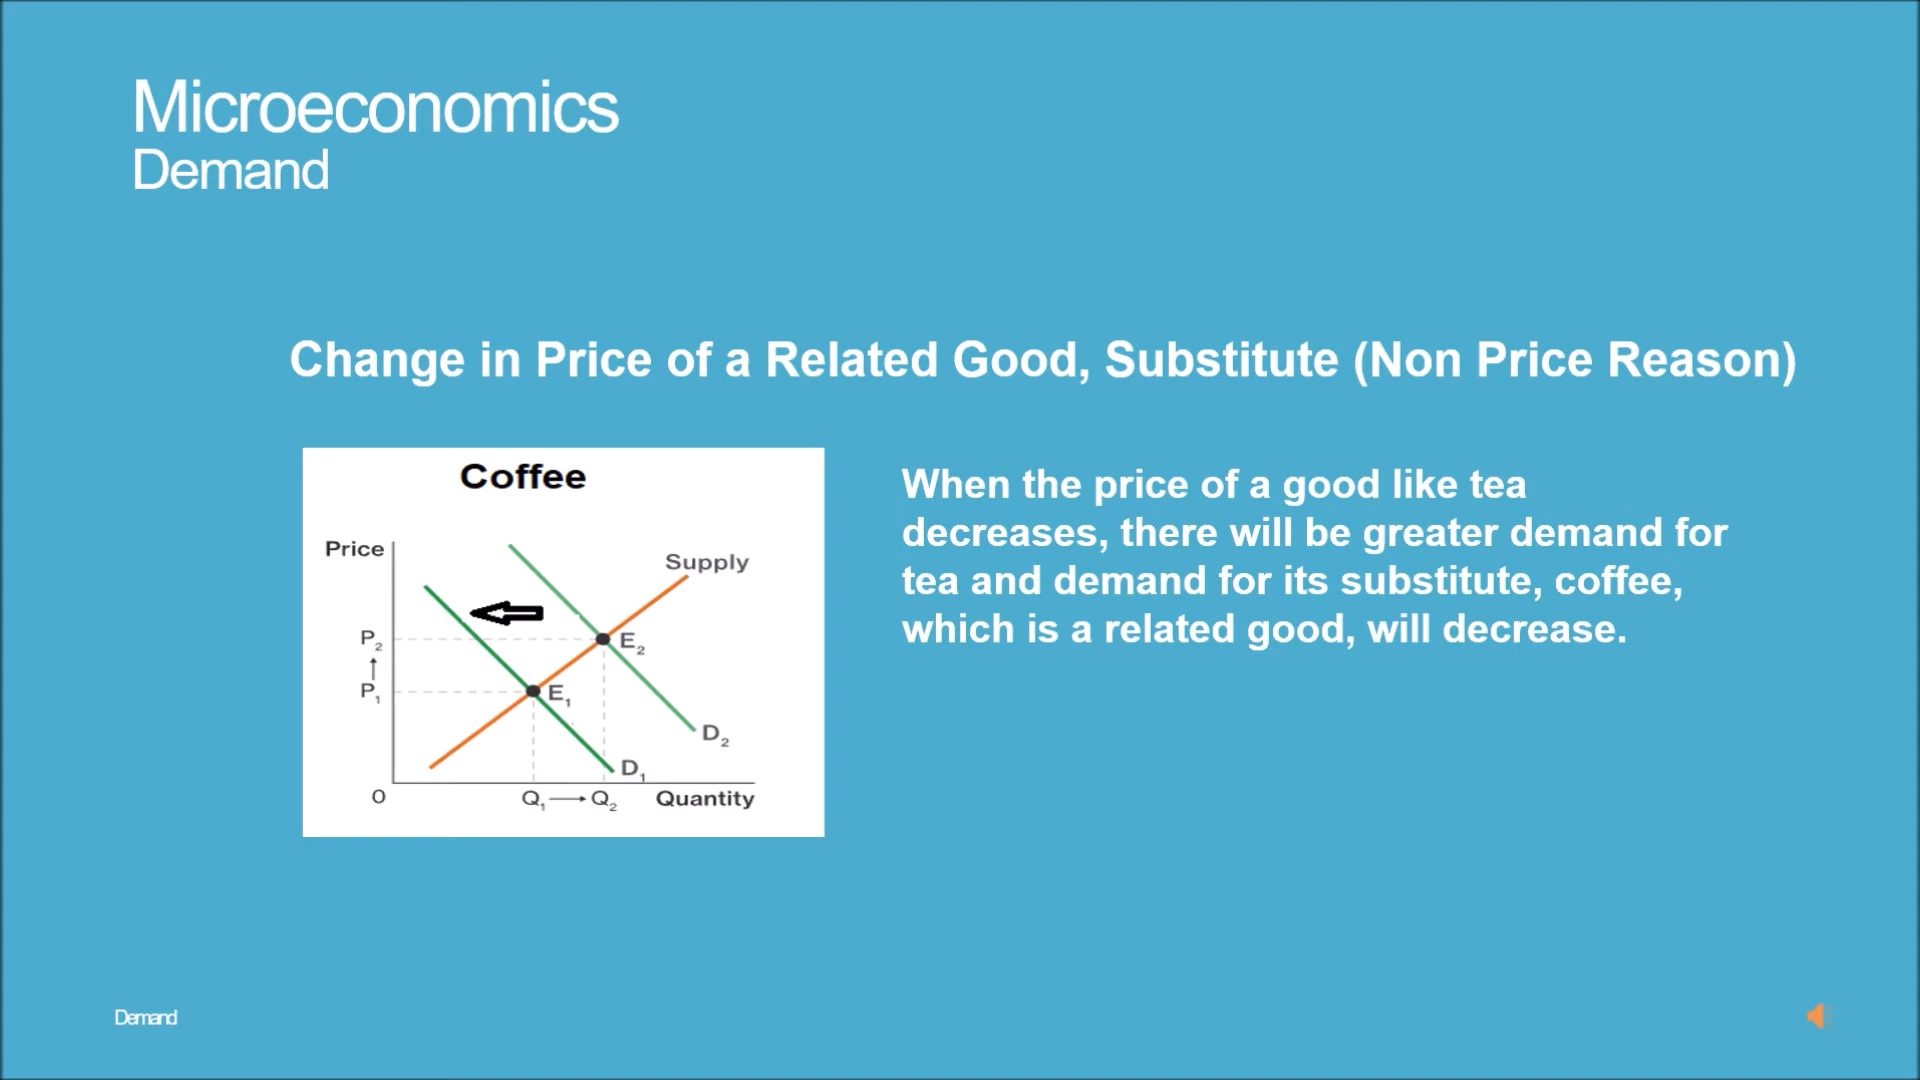 Microeconomics
Demand
Change in Price of a Related Good, Substitute (Non Price Reason)
Coffee
Price
Supply
P₂
E₂
P₁
E₁
D₂
D₁
0
Q₁
Q₂
Quantity
When the price of a good like tea
decreases, there will be greater demand for
tea and demand for its substitute, coffee,
which is a related good, will decrease.
Demand